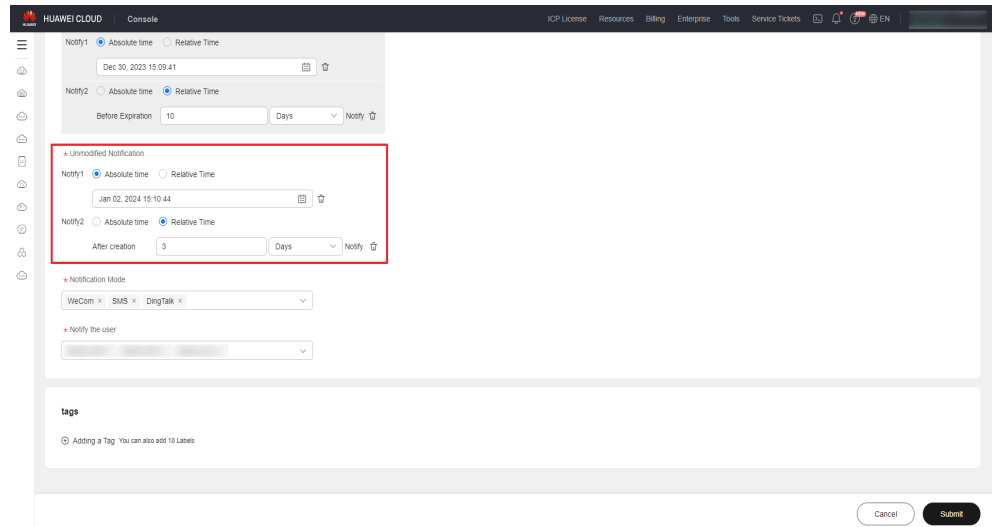 HUAWEI HUAWEI CLOUD Console ICP License Resources Billing Enterprise Tools Service Tickets NEW EN
Notify1 Absolute time Relative Time
Dec 30, 2023 15:09:41
Notify2 Absolute time Relative Time
Before Expiration 10 Days Notify
* Unmodified Notification
Notify1 Absolute time Relative Time
Jan 02, 2024 15:10:44
Notify2 Absolute time Relative Time
After creation 3 Days Notify
* Notification Mode
WeCom × SMS × DingTalk ×
* Notify the user
tags
Adding a Tag You can also add 10 Labels
Cancel Submit